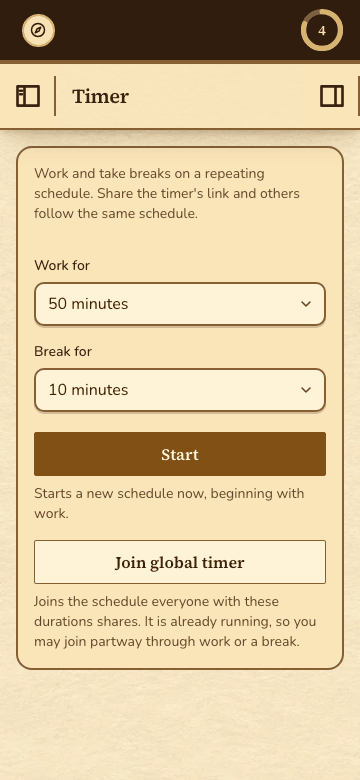 4
Timer
Work and take breaks on a repeating
schedule. Share the timer's link and others
follow the same schedule.
Work for
50 minutes
Break for
10 minutes
Start
Starts a new schedule now, beginning with
work.
Join global timer
Joins the schedule everyone with these
durations shares. It is already running, so you
may join partway through work or a break.